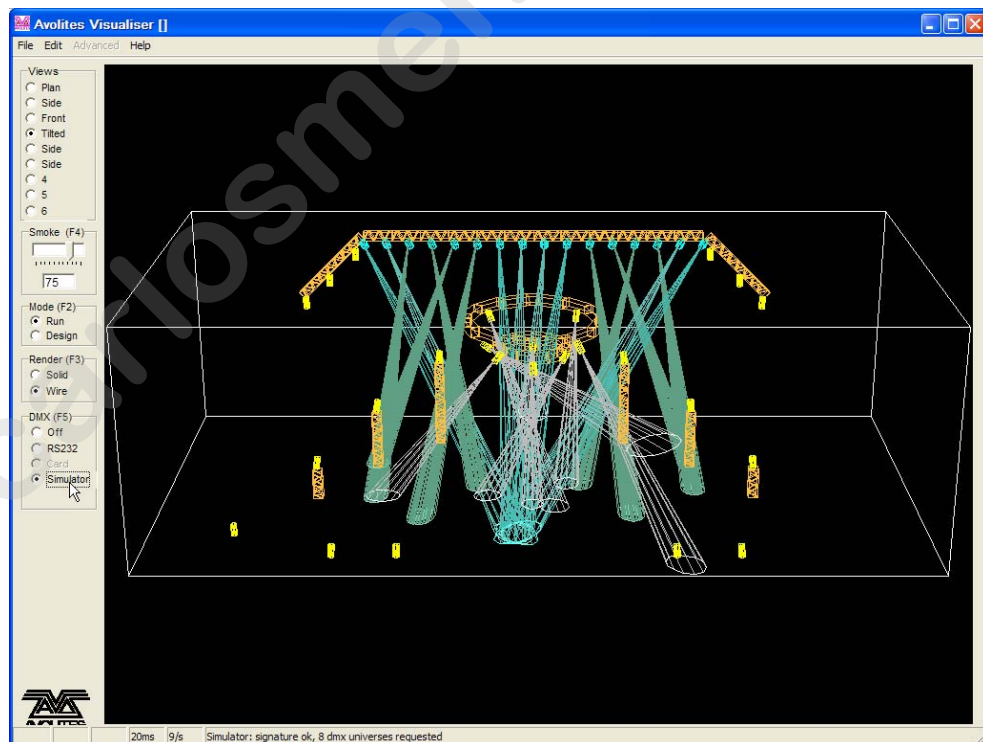 Avolites Visualiser []
File Edit Advanced Help
Views
Plan
Side
Front
Tilted
Side
Side
4
5
6
Smoke (F4)
75
Mode (F2)
Run
Design
Render (F3)
Solid
Wire
DMX (F5)
Off
RS232
Card
Simulator
AVOLITES
20ms 9/s Simulator: signature ok, 8 dmx universes requested